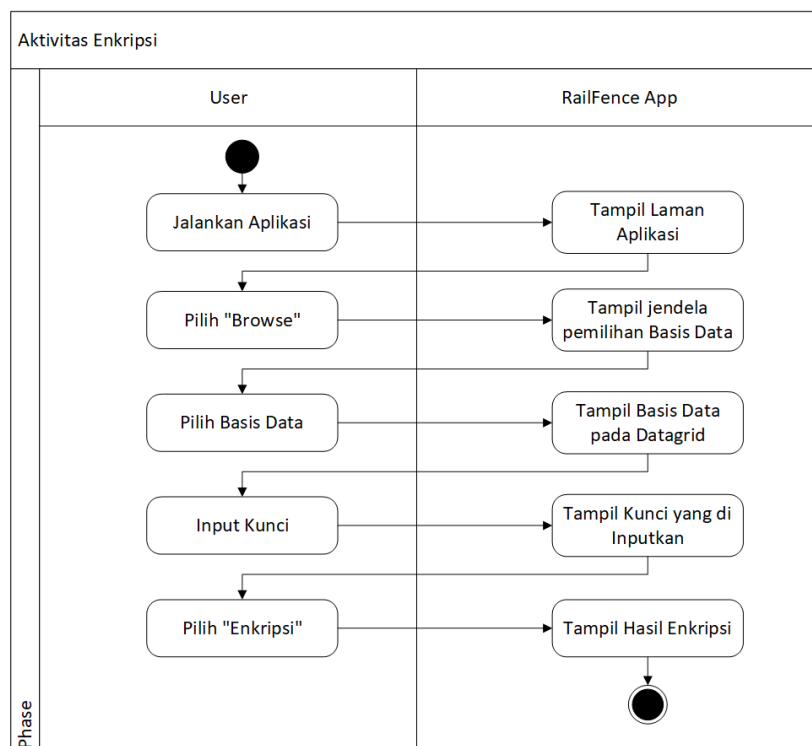 Aktivitas Enkripsi
User
RailFence App
Jalankan Aplikasi
Tampil Laman
Aplikasi
Pilih "Browse"
Tampil jendela
pemilihan Basis Data
Pilih Basis Data
Tampil Basis Data
pada Datagrid
Input Kunci
Tampil Kunci yang di
Inputkan
Pilih "Enkripsi"
Tampil Hasil Enkripsi
Phase